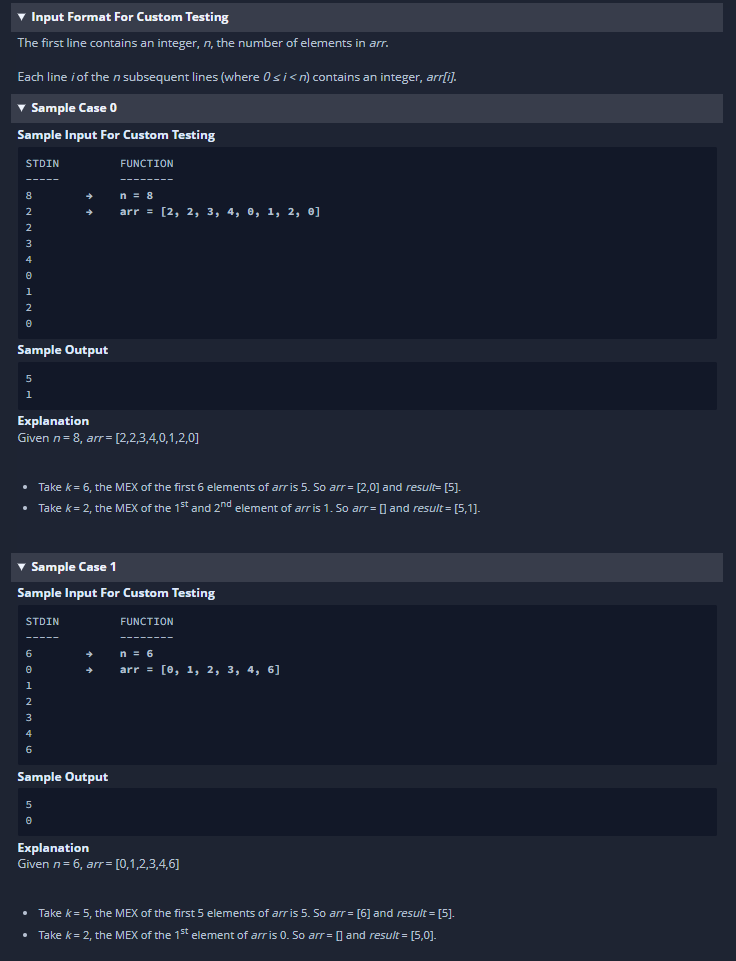 ▼ Input Format For Custom Testing
The first line contains an integer, n, the number of elements in arr.
Each line i of the n subsequent lines (where 0 ≤ i < n) contains an integer, arr[i].
▼ Sample Case 0
Sample Input For Custom Testing
STDIN FUNCTION
----- --------
8 → n = 8
2 → arr = [2, 2, 3, 4, 0, 1, 2, 0]
2
3
4
0
1
2
0
Sample Output
5
1
Explanation
Given n = 8, arr = [2,2,3,4,0,1,2,0]
• Take k = 6, the MEX of the first 6 elements of arr is 5. So arr = [2,0] and result= [5].
• Take k = 2, the MEX of the 1st and 2nd element of arr is 1. So arr = [] and result = [5,1].
▼ Sample Case 1
Sample Input For Custom Testing
STDIN FUNCTION
----- --------
6 → n = 6
0 → arr = [0, 1, 2, 3, 4, 6]
1
2
3
4
6
Sample Output
5
0
Explanation
Given n = 6, arr = [0,1,2,3,4,6]
• Take k = 5, the MEX of the first 5 elements of arr is 5. So arr = [6] and result = [5].
• Take k = 2, the MEX of the 1st element of arr is 0. So arr = [] and result = [5,0].